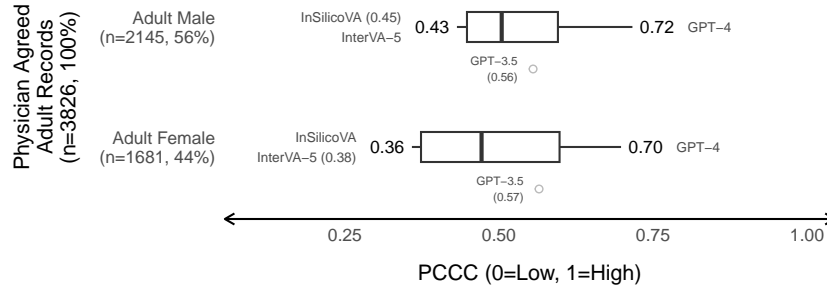 Physician Agreed
Adult Records
(n=3826, 100%)
Adult Male
(n=2145, 56%)
InSilicoVA (0.45)
InterVA−5
0.43
0.72
GPT−4
GPT−3.5
(0.56)
Adult Female
(n=1681, 44%)
InSilicoVA
InterVA−5 (0.38)
0.36
0.70
GPT−4
GPT−3.5
(0.57)
0.25
0.50
0.75
1.00
PCCC (0=Low, 1=High)